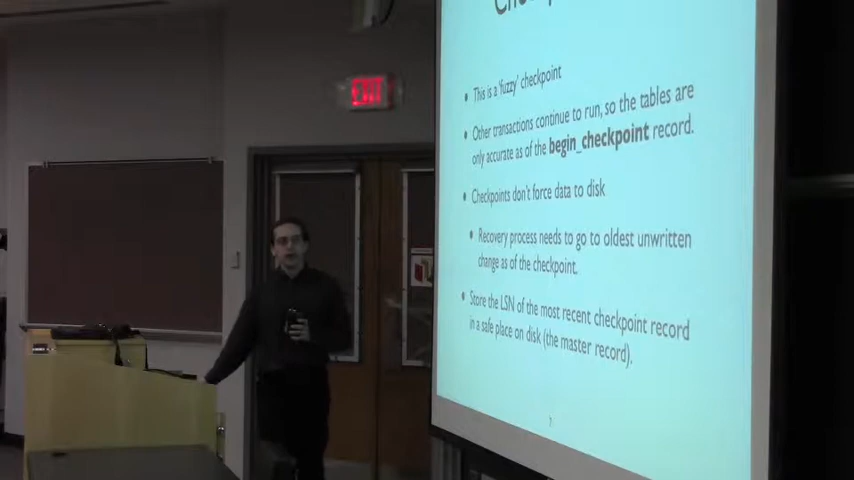 EXIT
• This is a 'fuzzy' checkpoint
• Other transactions continue to run, so the tables are
only accurate as of the begin_checkpoint record.
• Checkpoints don't force data to disk
• Recovery process needs to go to oldest unwritten
change as of the checkpoint.
• Store the LSN of the most recent checkpoint record
in a safe place on disk (the master record).